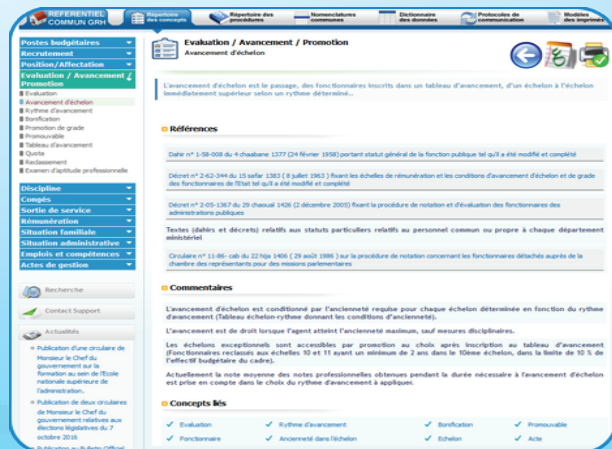 REFERENTIEL
COMMUN GRH
Répertoire des concepts
Répertoire des procédures
Nomenclatures communes
Dictionnaire des données
Protocoles de communication
Modèles des imprimés
Postes budgétaires
Recrutement
Position/Affectation
Evaluation / Avancement / Promotion
Evaluation
Avancement d'échelon
Rythme d'avancement
Bonification
Promotion de grade
Promouvable
Tableau d'avancement
Quota
Reclassement
Examen d'aptitude professionnelle
Discipline
Congés
Sortie de service
Rémunération
Situation familiale
Situation administrative
Emplois et compétences
Actes de gestion
Recherche
Contact Support
Actualités
Publication d'une circulaire de
Monsieur le Chef du
gouvernement sur la
formation au sein de l'Ecole
nationale supérieure de
l'administration.
Publication de deux circulaires
de Monsieur le Chef du
gouvernement relatives aux
élections législatives du 7
octobre 2016
Publication au Bulletin Officiel
Evaluation / Avancement / Promotion
Avancement d'échelon
L'avancement d'échelon est le passage, des fonctionnaires inscrits dans un tableau d'avancement, d'un échelon à l'échelon
immédiatement supérieur selon un rythme déterminé..
Références
Dahir n° 1-58-008 du 4 chaabane 1377 (24 février 1958) portant statut général de la fonction publique tel qu'il a été modifié et complété
Décret n° 2-62-344 du 15 safar 1383 ( 8 juillet 1963 ) fixant les échelles de rémunération et les conditions d'avancement d'échelon et de grade
des fonctionnaires de l'Etat tel qu'il a été modifié et complété
Décret n° 2-05-1367 du 29 chaoual 1426 (2 décembre 2005) fixant la procédure de notation et d'évaluation des fonctionnaires des
administrations publiques
Textes (dahirs et décrets) relatifs aux statuts particuliers relatifs au personnel commun ou propre à chaque département
ministériel
Circulaire n° 11-86- cab du 22 hija 1406 ( 29 août 1986 ) sur la procédure de notation concernant les fonctionnaires détachés auprès de la
chambre des représentants pour des missions parlementaires
Commentaires
L'avancement d'échelon est conditionné par l'ancienneté requise pour chaque échelon déterminée en fonction du rythme
d'avancement (Tableau échelon-rythme donnant les conditions d'ancienneté).
L'avancement est de droit lorsque l'agent atteint l'ancienneté maximum, sauf mesures disciplinaires.
Les échelons exceptionnels sont accessibles par promotion au choix après inscription au tableau d'avancement
(Fonctionnaires reclassés aux échelles 10 et 11 ayant un minimum de 2 ans dans le 10ème échelon, dans la limite de 10 % de
l'effectif budgétaire du cadre).
Actuellement la note moyenne des notes professionnelles obtenues pendant la durée nécessaire à l'avancement d'échelon
est prise en compte dans le choix du rythme d'avancement à appliquer.
Concepts liés
Evaluation
Rythme d'avancement
Bonification
Promouvable
Fonctionnaire
Ancienneté dans l'échelon
Echelon
Acte